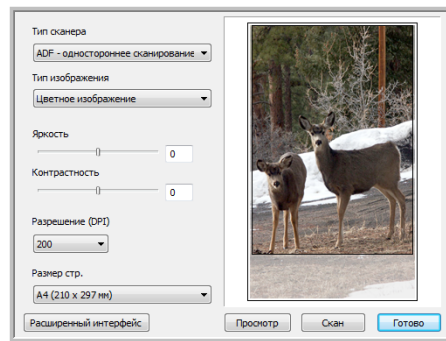 Тип сканера
ADF - одностороннее сканирование
Тип изображения
Цветное изображение
Яркость
0
Контрастность
0
Разрешение (DPI)
200
Размер стр.
A4 (210 x 297 мм)
Расширенный интерфейс
Просмотр
Скан
Готово